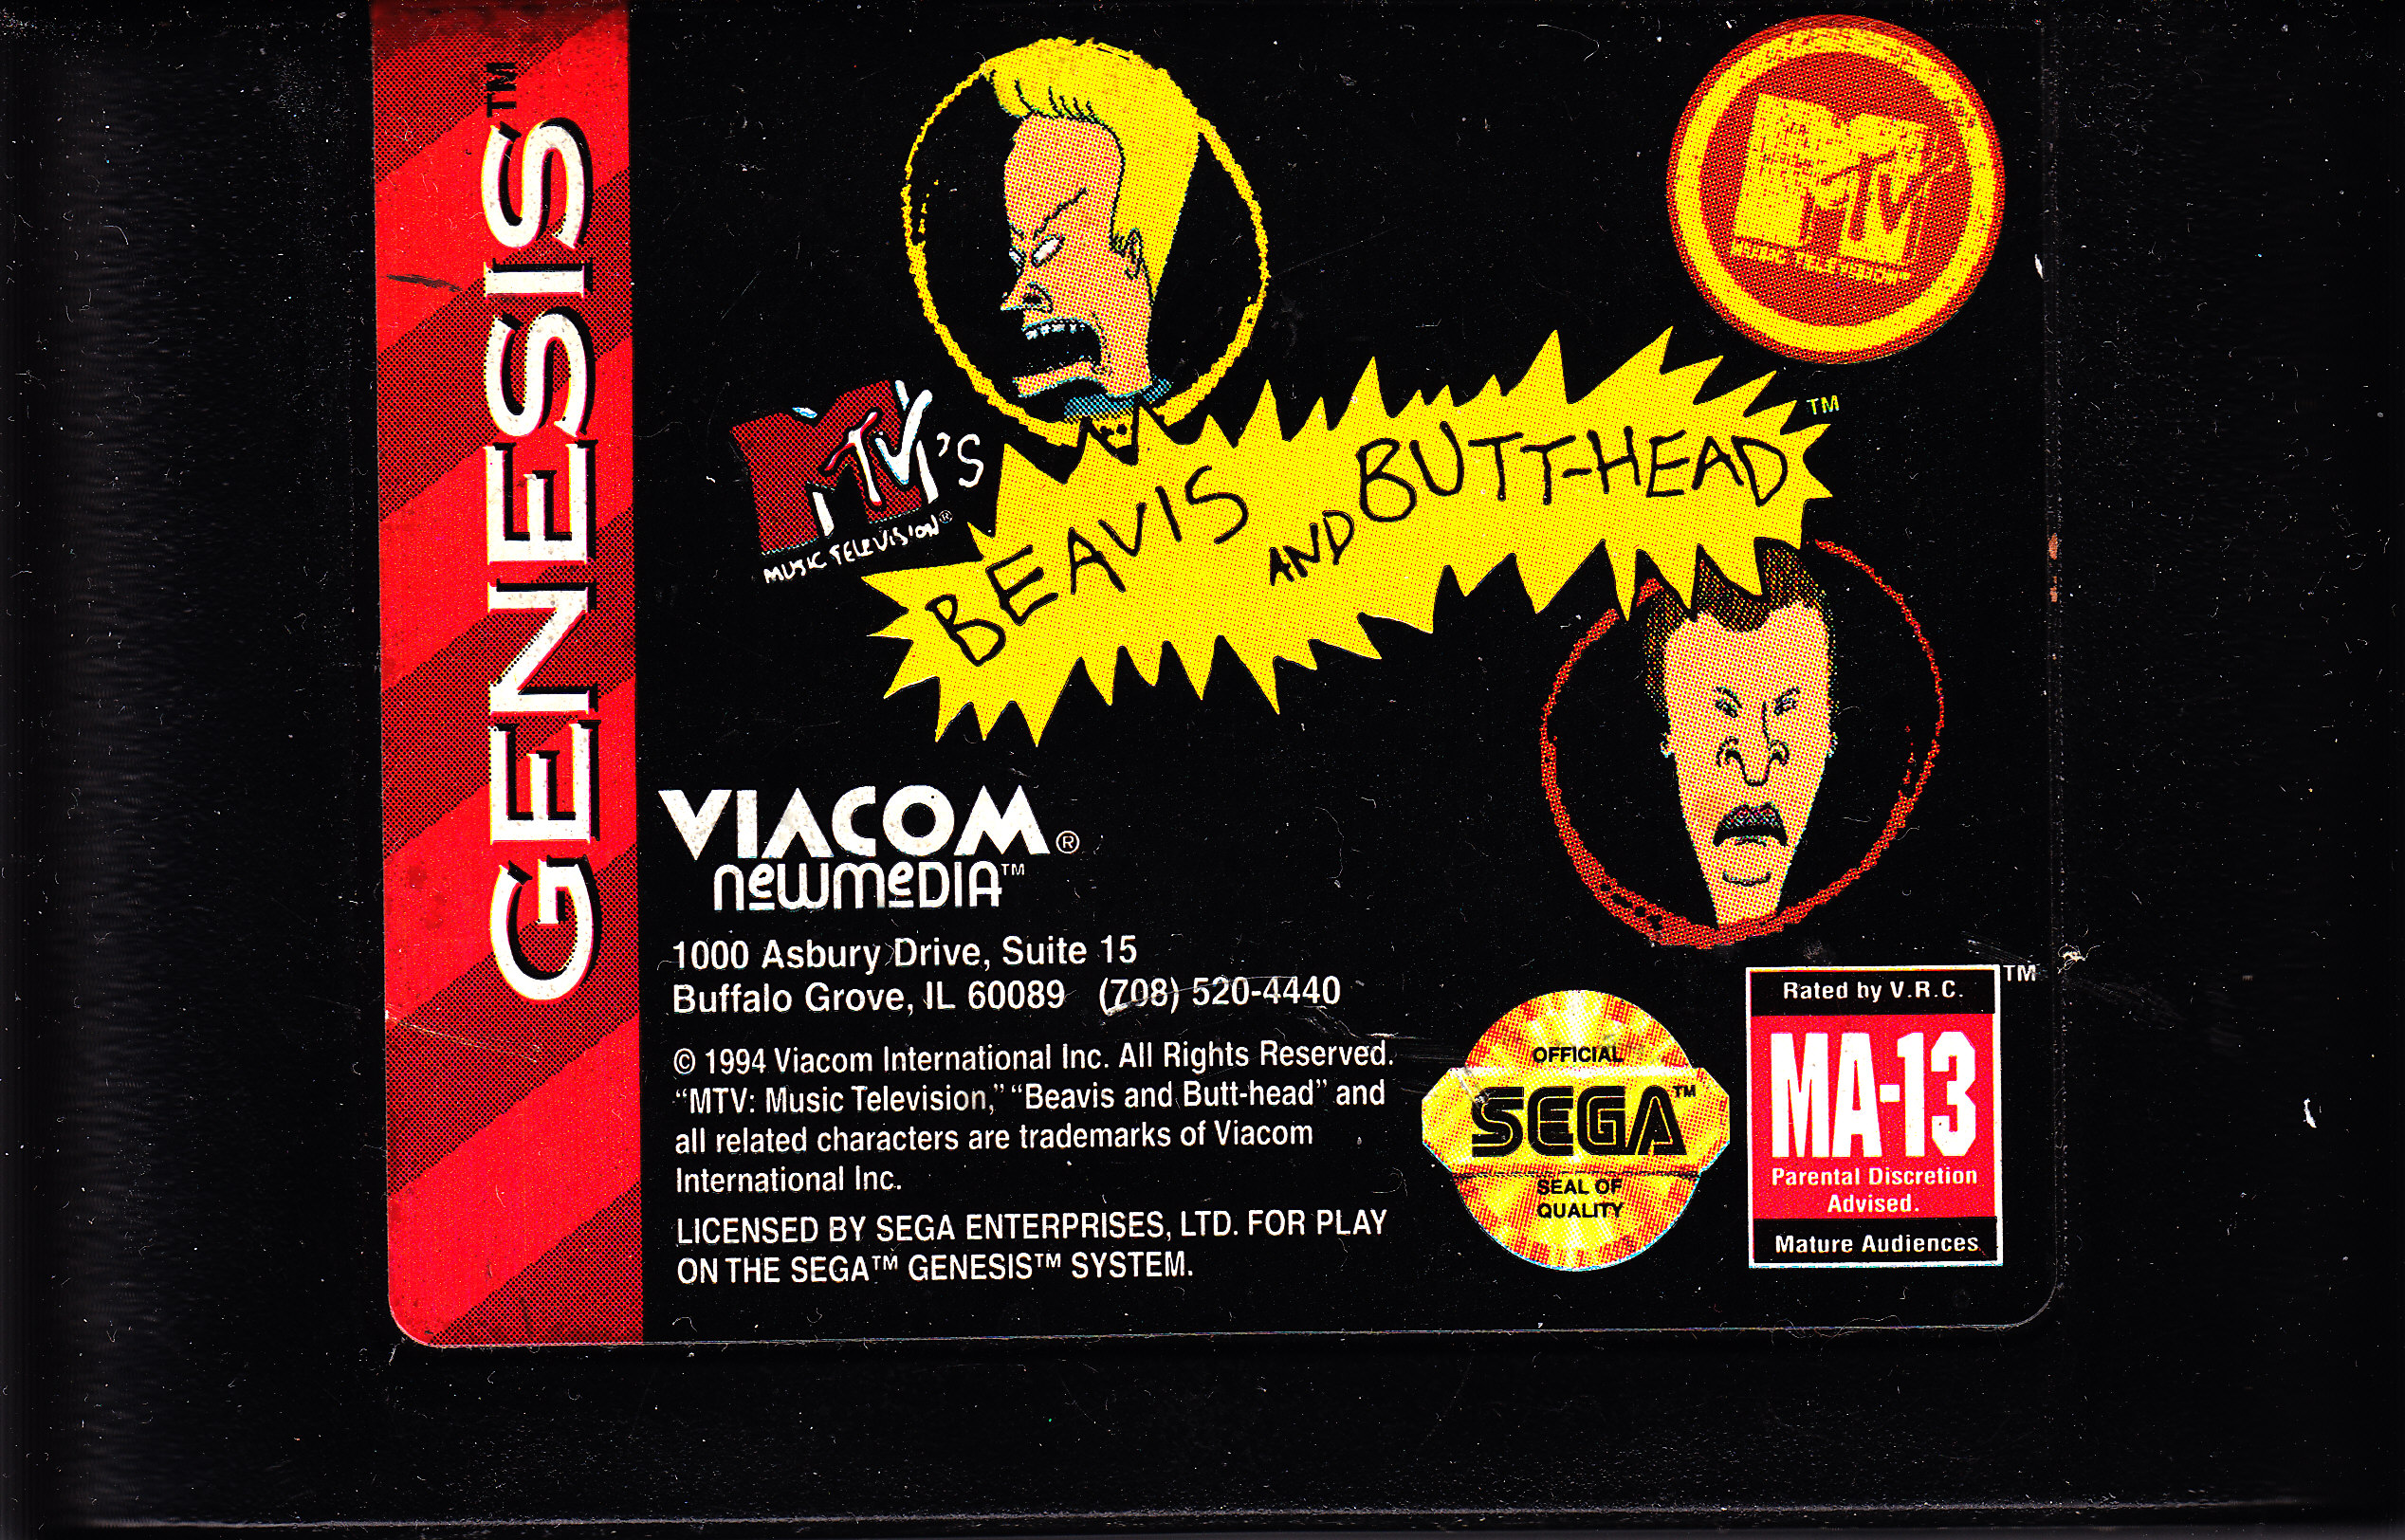 GENESIS™
MTV
MUSIC TELEVISION
MTV's
MUSIC TELEVISION®
BEAVIS AND BUTT-HEAD™
VIACOM®
newmeDIA™
1000 Asbury Drive, Suite 15
Buffalo Grove, IL 60089 (708) 520-4440
© 1994 Viacom International Inc. All Rights Reserved.
“MTV: Music Television,” “Beavis and Butt-head” and
all related characters are trademarks of Viacom
International Inc.
LICENSED BY SEGA ENTERPRISES, LTD. FOR PLAY
ON THE SEGA™ GENESIS™ SYSTEM.
OFFICIAL
SEGA™
SEAL OF
QUALITY
Rated by V.R.C.™
MA-13
Parental Discretion
Advised.
Mature Audiences